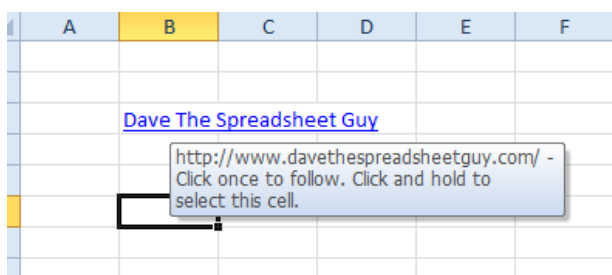 A B C D E F
Dave The Spreadsheet Guy
http://www.davethespreadsheetguy.com/ -
Click once to follow. Click and hold to
select this cell.